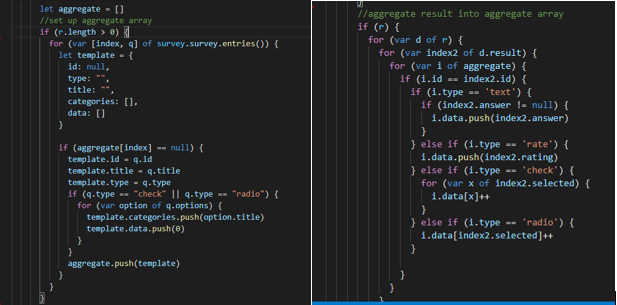 let aggregate = []
//set up aggregate array
if (r.length > 0) {
for (var [index, q] of survey.survey.entries()) {
let template = {
id: null,
type: "",
title: "",
categories: [],
data: []
}
if (aggregate[index] == null) {
template.id = q.id
template.title = q.title
template.type = q.type
if (q.type == "check" || q.type == "radio") {
for (var option of q.options) {
template.categories.push(option.title)
template.data.push(0)
}
}
aggregate.push(template)
}
}
}
}
//aggregate result into aggregate array
if (r) {
for (var d of r) {
for (var index2 of d.result) {
for (var i of aggregate) {
if (i.id == index2.id) {
if (i.type == 'text') {
if (index2.answer != null) {
i.data.push(index2.answer)
}
} else if (i.type == 'rate') {
i.data.push(index2.rating)
} else if (i.type == 'check') {
for (var x of index2.selected) {
i.data[x]++
}
} else if (i.type == 'radio') {
i.data[index2.selected]++
}
}
}
}